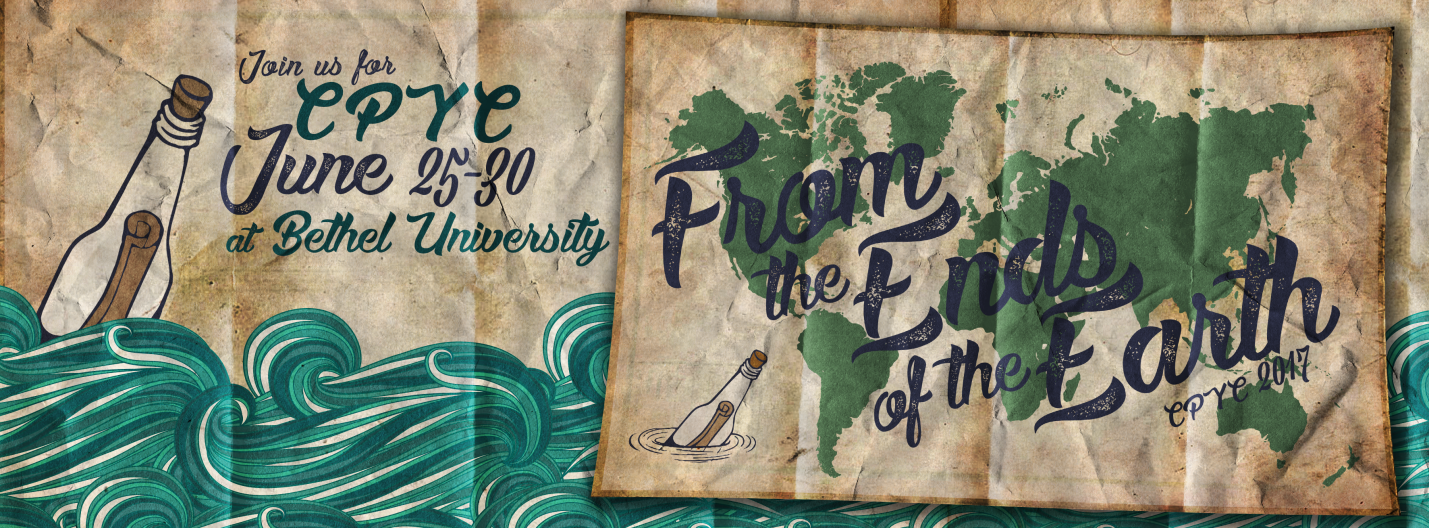 Join us for
CPYC
June 25-30
at Bethel University
From
the Ends
of the Earth
CPYC 2017